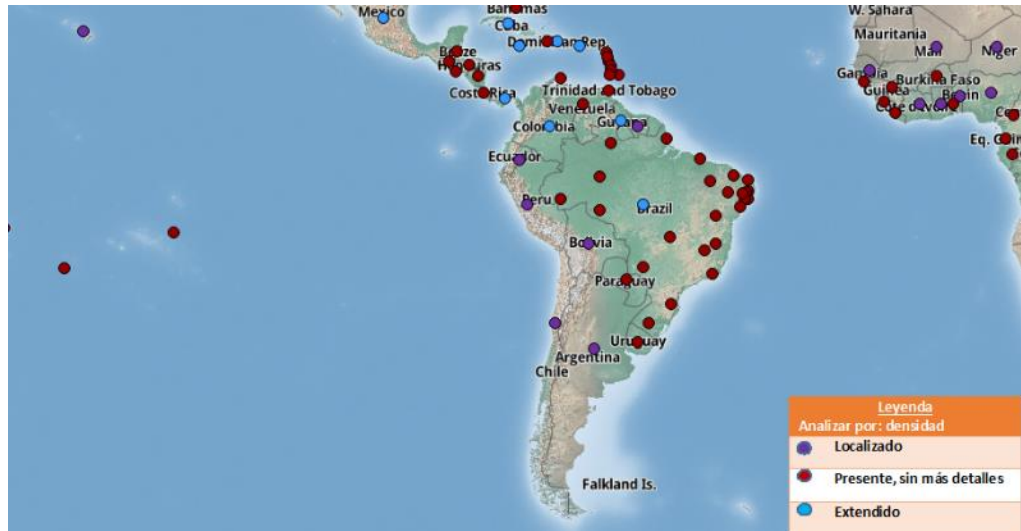 Mexico
Bahamas
Cuba
Dominican Rep.
Belize
Honduras
Costa Rica
Trinidad and Tobago
Venezuela
Guyana
Colombia
Ecuador
Peru
Brazil
Bolivia
Paraguay
Uruguay
Argentina
Chile
Falkland Is.
W. Sahara
Mauritania
Mali
Niger
Gambia
Burkina Faso
Guinea
Benin
Côte d'Ivoire
Eq. Guin
Leyenda
Analizar por: densidad
Localizado
Presente, sin más detalles
Extendido